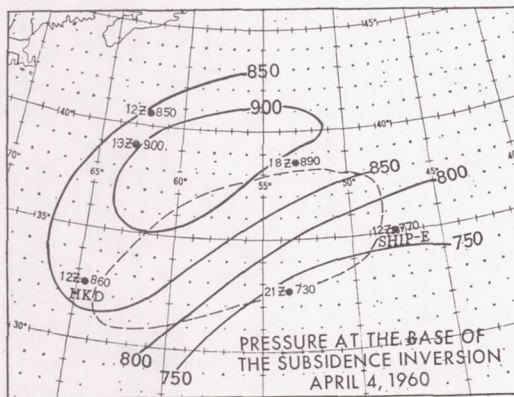 145°
850
900
12Z 850
140°
13Z 900
140°
70°
65°
60°
55°
18Z 890
50°
850
45°
800
135°
12Z 770
SHIP-E
750
12Z 860
HKD
21Z 730
130°
800
750
PRESSURE AT THE BASE OF
THE SUBSIDENCE INVERSION
APRIL 4, 1960